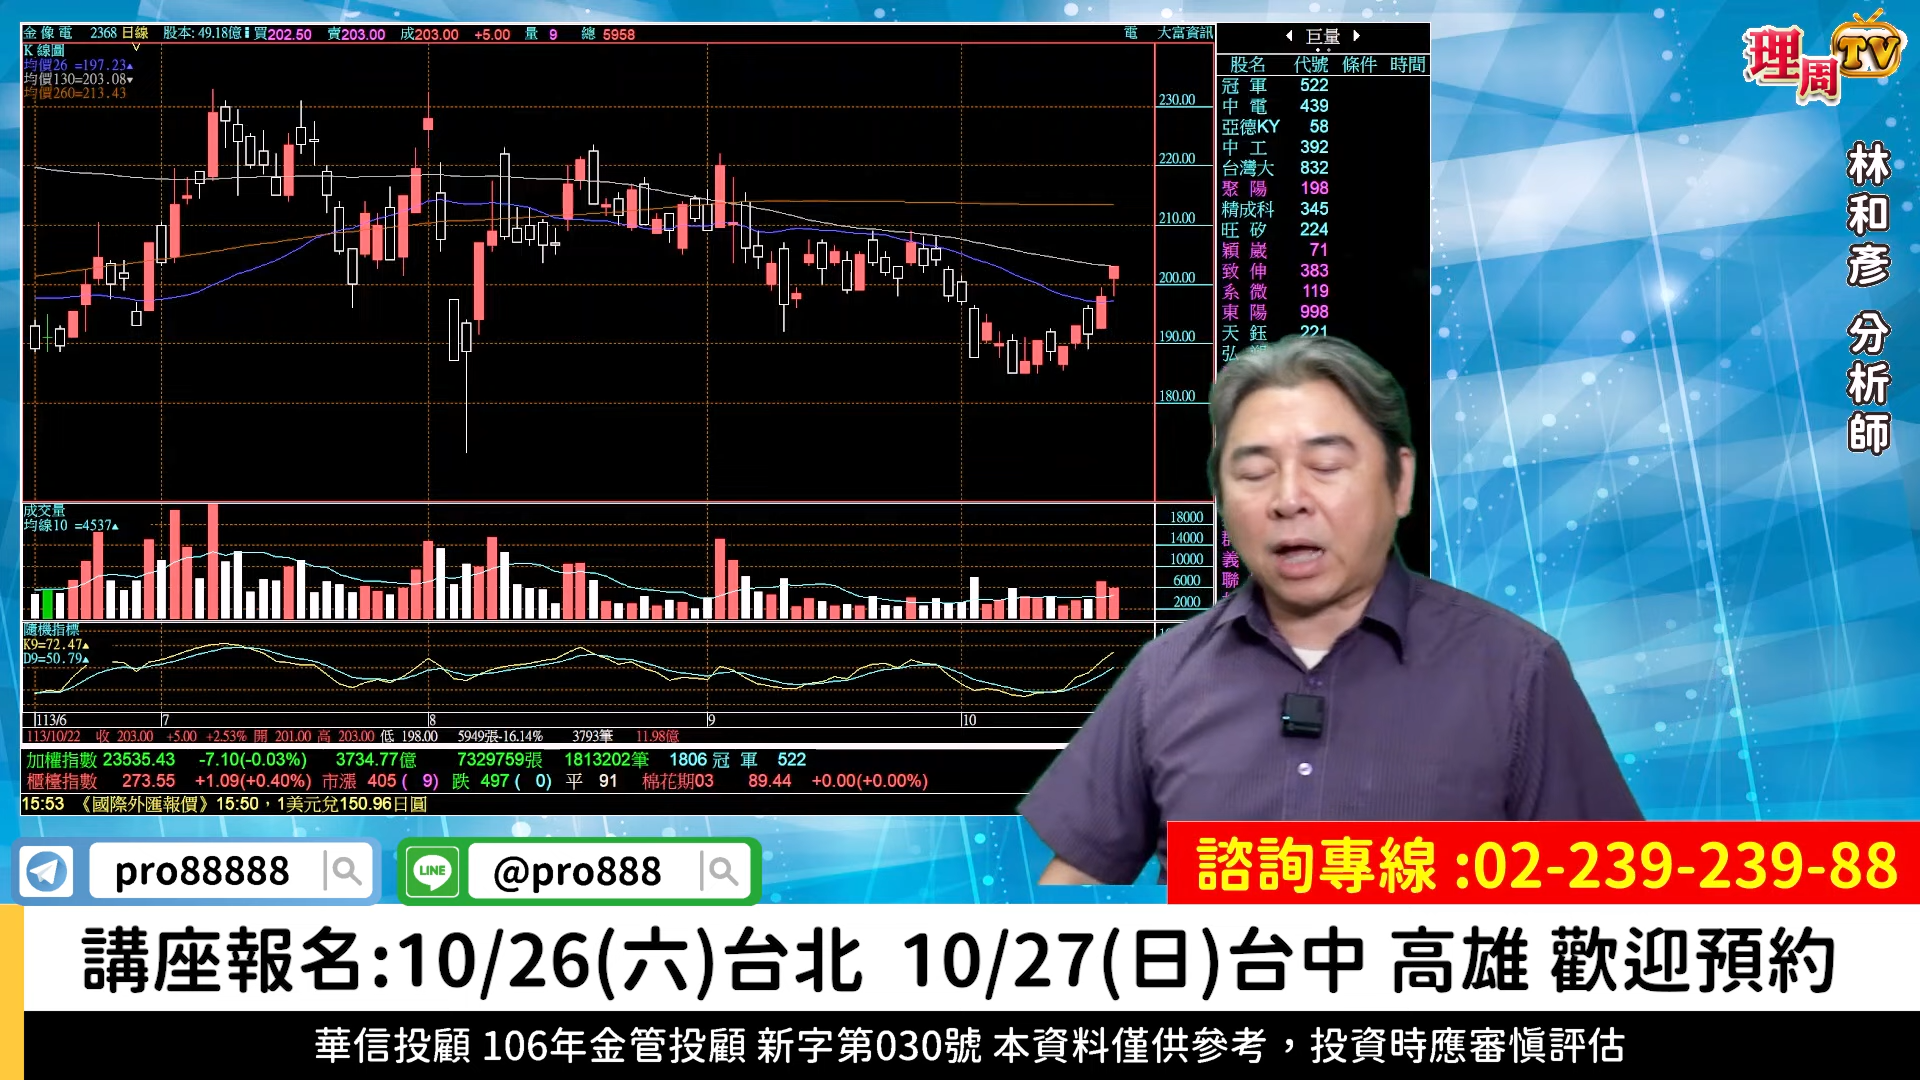 金像電 2368 日線 股本: 49.18億 買202.50 賣203.00 成203.00 +5.00 量 9 總 5958 電 大富資訊
K 線圖
均價26 =197.23▲
均價130=203.08▼
均價260=213.43
230.00
220.00
210.00
200.00
190.00
180.00
成交量
均線10 =4537▲
18000
14000
10000
6000
2000
隨機指標
K9=72.47▲
D9=50.79▲
113/6 7 8 9 10
113/10/22 收 203.00 +5.00 +2.53% 開 201.00 高 203.00 低 198.00 5949張-16.14% 3793筆 11.98億
加權指數 23535.43 -7.10(-0.03%) 3734.77億 7329759張 1813202筆 1806 冠 軍 522
櫃檯指數 273.55 +1.09(+0.40%) 市漲 405 ( 9) 跌 497 ( 0) 平 91 棉花期03 89.44 +0.00(+0.00%)
15:53 《國際外匯報價》15:50，1美元兌150.96日圓
巨量
股名 代號 條件 時間
冠 軍 522
中 電 439
亞德KY 58
中 工 392
台灣大 832
聚 陽 198
精成科 345
旺 矽 224
穎 崴 71
致 伸 383
系 微 119
東 陽 998
天 鈺 221
弘
義
聯
理周TV
林和彥 分析師
pro88888
LINE @pro888
諮詢專線 :02-239-239-88
講座報名:10/26(六)台北 10/27(日)台中 高雄 歡迎預約
華信投顧 106年金管投顧 新字第030號 本資料僅供參考，投資時應審慎評估